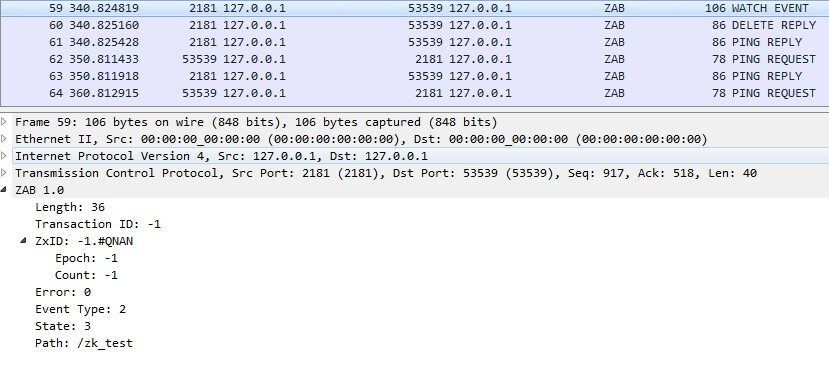 59 340.824819 2181 127.0.0.1 53539 127.0.0.1 ZAB 106 WATCH EVENT
60 340.825160 2181 127.0.0.1 53539 127.0.0.1 ZAB 86 DELETE REPLY
61 340.825428 2181 127.0.0.1 53539 127.0.0.1 ZAB 86 PING REPLY
62 350.811433 53539 127.0.0.1 2181 127.0.0.1 ZAB 78 PING REQUEST
63 350.811918 2181 127.0.0.1 53539 127.0.0.1 ZAB 86 PING REPLY
64 360.812915 53539 127.0.0.1 2181 127.0.0.1 ZAB 78 PING REQUEST
Frame 59: 106 bytes on wire (848 bits), 106 bytes captured (848 bits)
Ethernet II, Src: 00:00:00_00:00:00 (00:00:00:00:00:00), Dst: 00:00:00_00:00:00 (00:00:00:00:00:00)
Internet Protocol Version 4, Src: 127.0.0.1, Dst: 127.0.0.1
Transmission Control Protocol, Src Port: 2181 (2181), Dst Port: 53539 (53539), Seq: 917, Ack: 518, Len: 40
ZAB 1.0
Length: 36
Transaction ID: -1
ZxID: -1.#QNAN
Epoch: -1
Count: -1
Error: 0
Event Type: 2
State: 3
Path: /zk_test